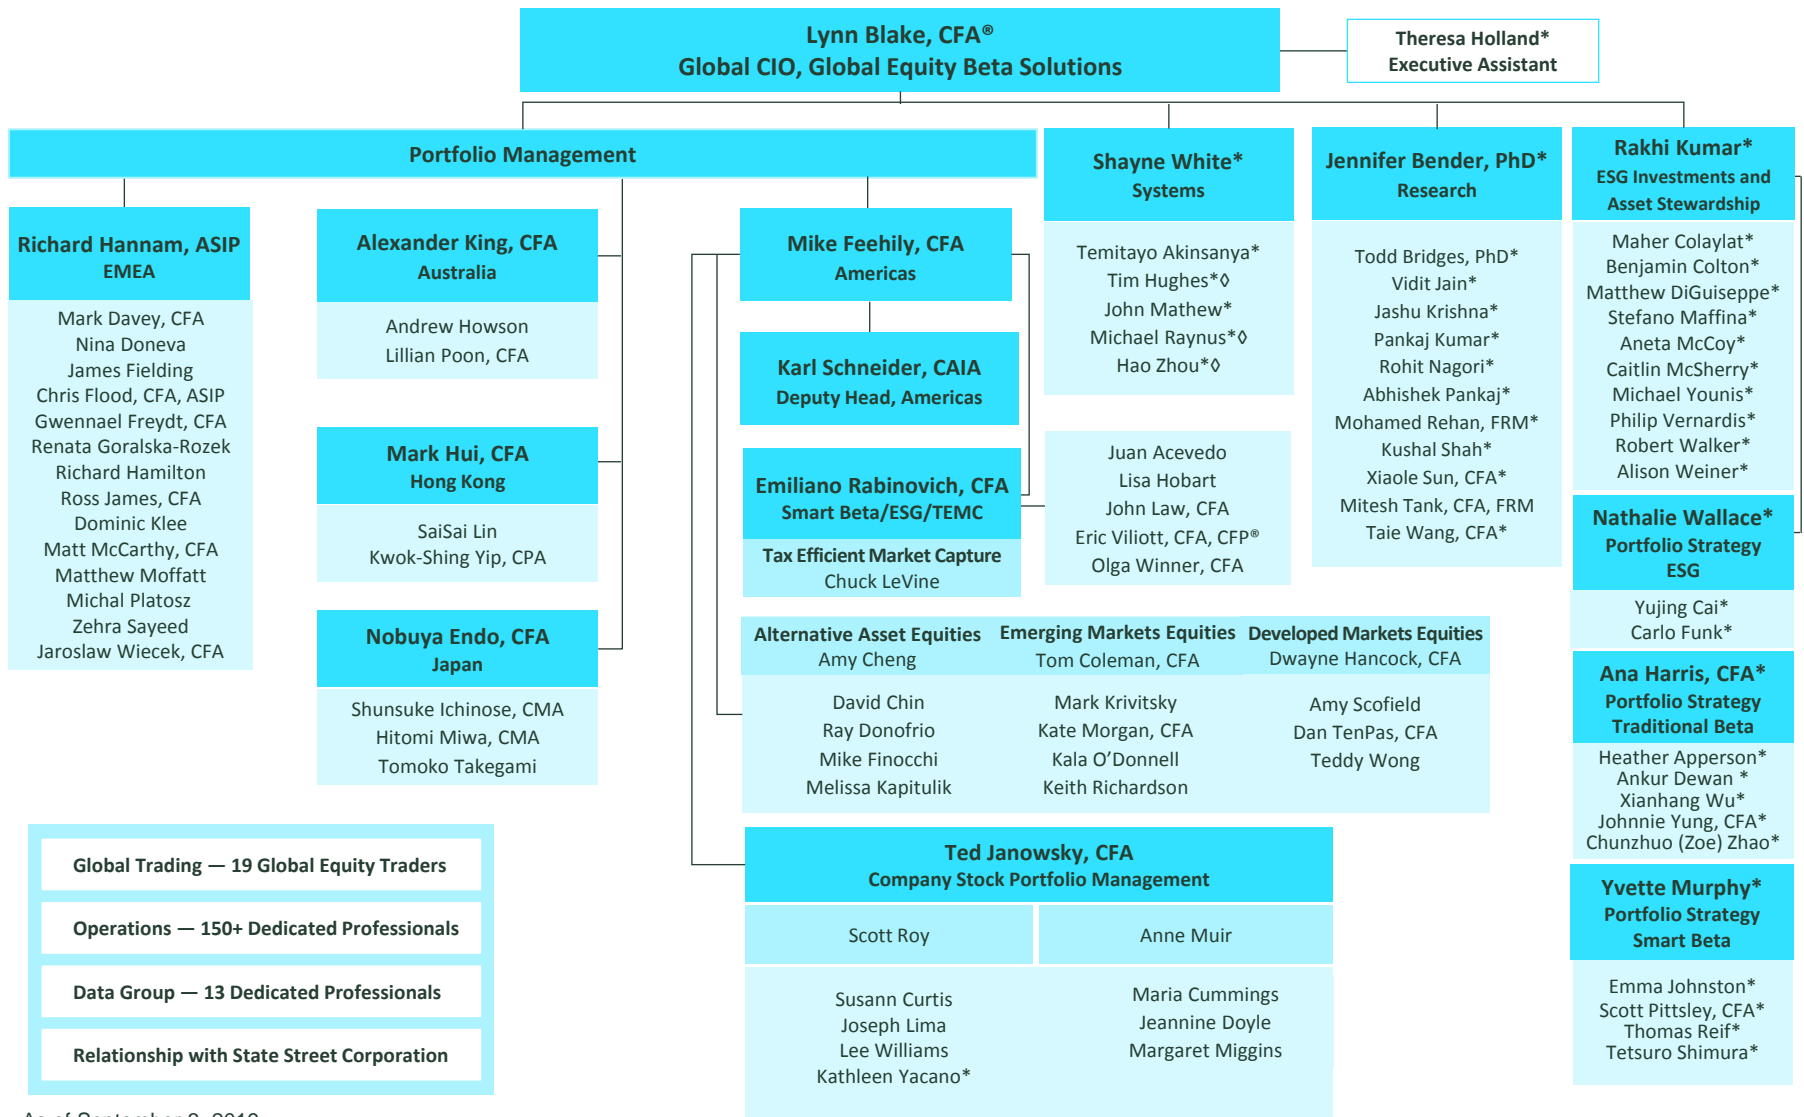 Lynn Blake, CFA®
Global CIO, Global Equity Beta Solutions
Theresa Holland*
Executive Assistant
Portfolio Management
Richard Hannam, ASIP
EMEA
Mark Davey, CFA
Nina Doneva
James Fielding
Chris Flood, CFA, ASIP
Gwennael Freydt, CFA
Renata Goralska-Rozek
Richard Hamilton
Ross James, CFA
Dominic Klee
Matt McCarthy, CFA
Matthew Moffatt
Michal Platosz
Zehra Sayeed
Jaroslaw Wiecek, CFA
Alexander King, CFA
Australia
Andrew Howson
Lillian Poon, CFA
Mark Hui, CFA
Hong Kong
SaiSai Lin
Kwok-Shing Yip, CPA
Nobuya Endo, CFA
Japan
Shunsuke Ichinose, CMA
Hitomi Miwa, CMA
Tomoko Takegami
Mike Feehily, CFA
Americas
Karl Schneider, CAIA
Deputy Head, Americas
Emiliano Rabinovich, CFA
Smart Beta/ESG/TEMC
Tax Efficient Market Capture
Chuck LeVine
Juan Acevedo
Lisa Hobart
John Law, CFA
Eric Viliott, CFA, CFP®
Olga Winner, CFA
Alternative Asset Equities
Amy Cheng
David Chin
Ray Donofrio
Mike Finocchi
Melissa Kapitulik
Emerging Markets Equities
Tom Coleman, CFA
Mark Krivitsky
Kate Morgan, CFA
Kala O’Donnell
Keith Richardson
Developed Markets Equities
Dwayne Hancock, CFA
Amy Scofield
Dan TenPas, CFA
Teddy Wong
Ted Janowsky, CFA
Company Stock Portfolio Management
Scott Roy
Susann Curtis
Joseph Lima
Lee Williams
Kathleen Yacano*
Anne Muir
Maria Cummings
Jeannine Doyle
Margaret Miggins
Shayne White*
Systems
Temitayo Akinsanya*
Tim Hughes*◊
John Mathew*
Michael Raynus*◊
Hao Zhou*◊
Jennifer Bender, PhD*
Research
Todd Bridges, PhD*
Vidit Jain*
Jashu Krishna*
Pankaj Kumar*
Rohit Nagori*
Abhishek Pankaj*
Mohamed Rehan, FRM*
Kushal Shah*
Xiaole Sun, CFA*
Mitesh Tank, CFA, FRM
Taie Wang, CFA*
Rakhi Kumar*
ESG Investments and
Asset Stewardship
Maher Colaylat*
Benjamin Colton*
Matthew DiGuiseppe*
Stefano Maffina*
Aneta McCoy*
Caitlin McSherry*
Michael Younis*
Philip Vernardis*
Robert Walker*
Alison Weiner*
Nathalie Wallace*
Portfolio Strategy
ESG
Yujing Cai*
Carlo Funk*
Ana Harris, CFA*
Portfolio Strategy
Traditional Beta
Heather Apperson*
Ankur Dewan *
Xianhang Wu*
Johnnie Yung, CFA*
Chunzhuo (Zoe) Zhao*
Yvette Murphy*
Portfolio Strategy
Smart Beta
Emma Johnston*
Scott Pittsley, CFA*
Thomas Reif*
Tetsuro Shimura*
Global Trading — 19 Global Equity Traders
Operations — 150+ Dedicated Professionals
Data Group — 13 Dedicated Professionals
Relationship with State Street Corporation
As of September